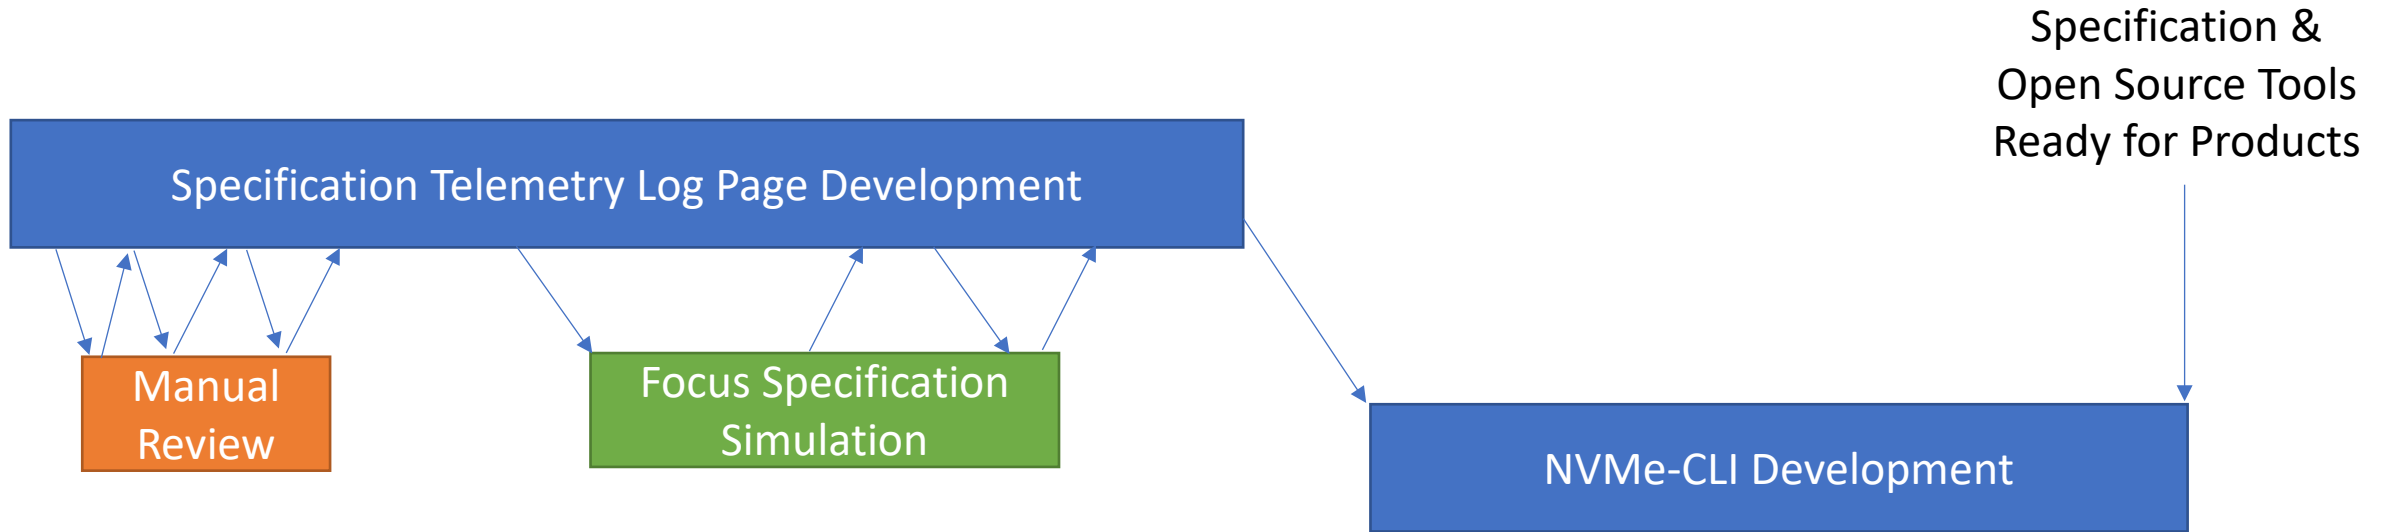 Specification &
Open Source Tools
Ready for Products
Specification Telemetry Log Page Development
Manual
Review
Focus Specification
Simulation
NVMe-CLI Development